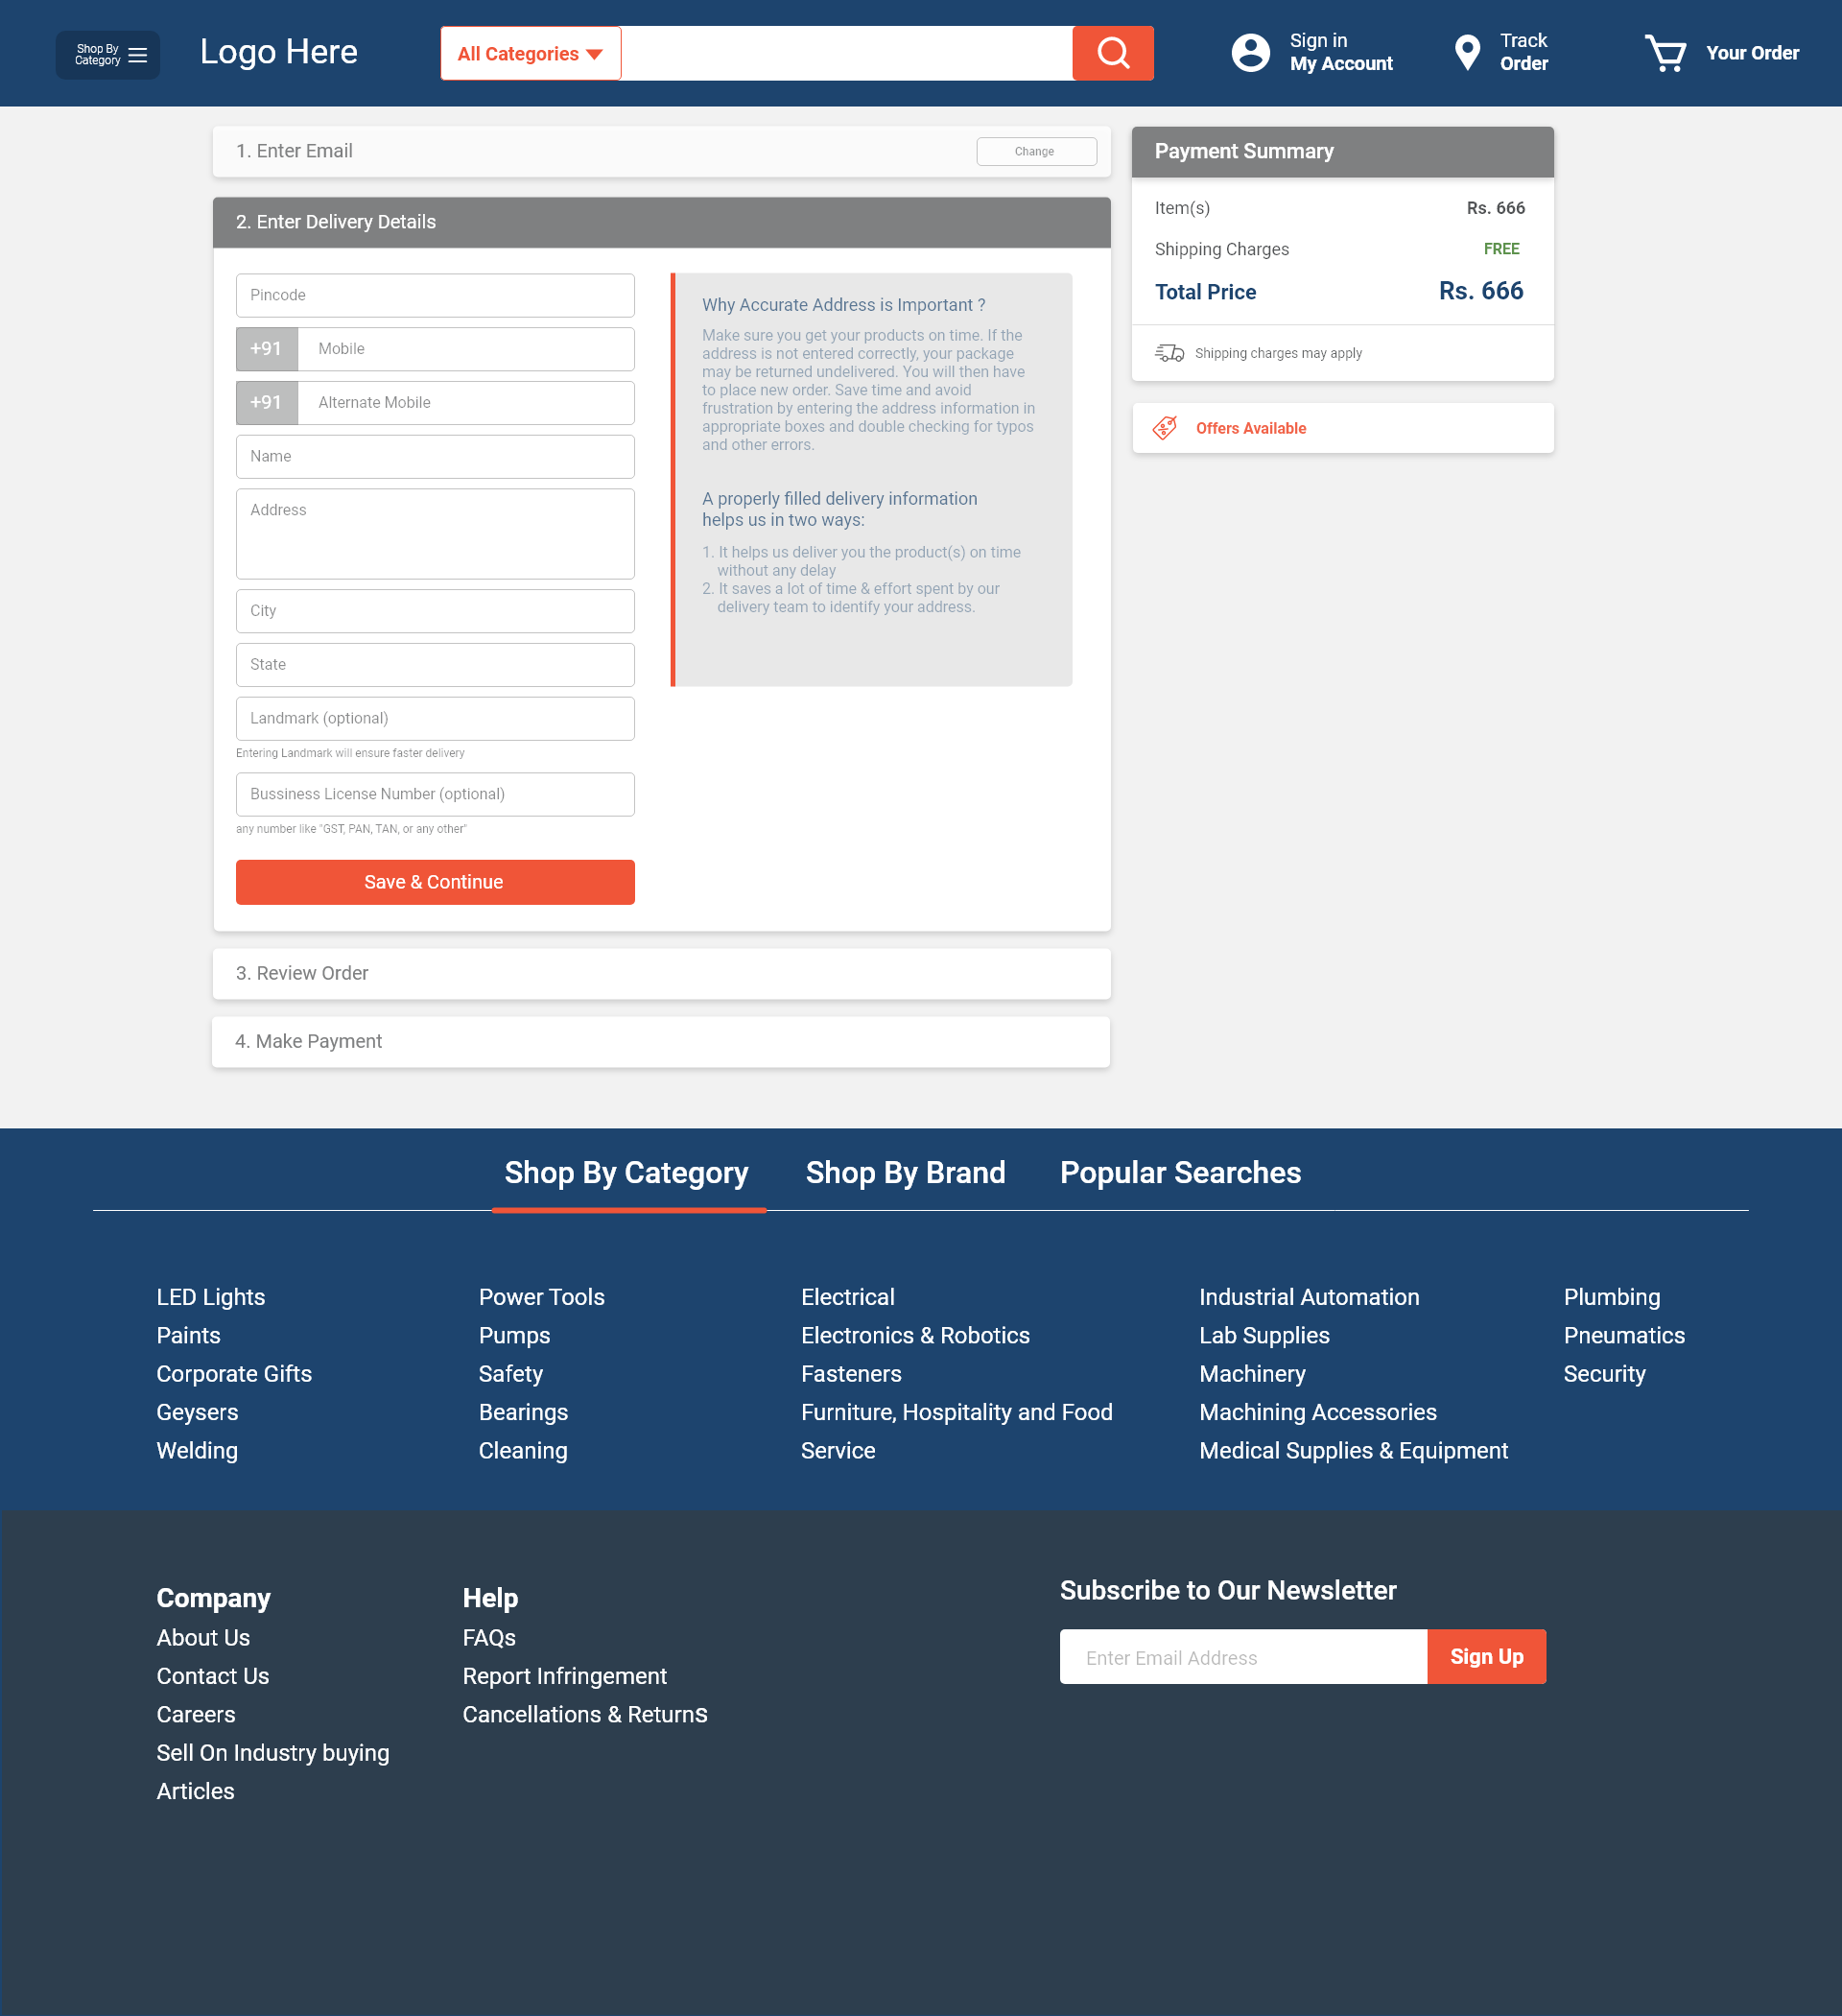 Shop By
Category
Logo Here
All Categories
Sign in
My Account
Track
Order
Your Order
1. Enter Email
Change
2. Enter Delivery Details
Pincode
+91 Mobile
+91 Alternate Mobile
Name
Address
City
State
Landmark (optional)
Entering Landmark will ensure faster delivery
Bussiness License Number (optional)
any number like "GST, PAN, TAN, or any other"
Save & Continue
Why Accurate Address is Important ?
Make sure you get your products on time. If the
address is not entered correctly, your package
may be returned undelivered. You will then have
to place new order. Save time and avoid
frustration by entering the address information in
appropriate boxes and double checking for typos
and other errors.
A properly filled delivery information
helps us in two ways:
1. It helps us deliver you the product(s) on time
without any delay
2. It saves a lot of time & effort spent by our
delivery team to identify your address.
3. Review Order
4. Make Payment
Payment Summary
Item(s) Rs. 666
Shipping Charges FREE
Total Price Rs. 666
Shipping charges may apply
Offers Available
Shop By Category Shop By Brand Popular Searches
LED Lights
Paints
Corporate Gifts
Geysers
Welding
Power Tools
Pumps
Safety
Bearings
Cleaning
Electrical
Electronics & Robotics
Fasteners
Furniture, Hospitality and Food
Service
Industrial Automation
Lab Supplies
Machinery
Machining Accessories
Medical Supplies & Equipment
Plumbing
Pneumatics
Security
Company
About Us
Contact Us
Careers
Sell On Industry buying
Articles
Help
FAQs
Report Infringement
Cancellations & Returns
Subscribe to Our Newsletter
Enter Email Address
Sign Up